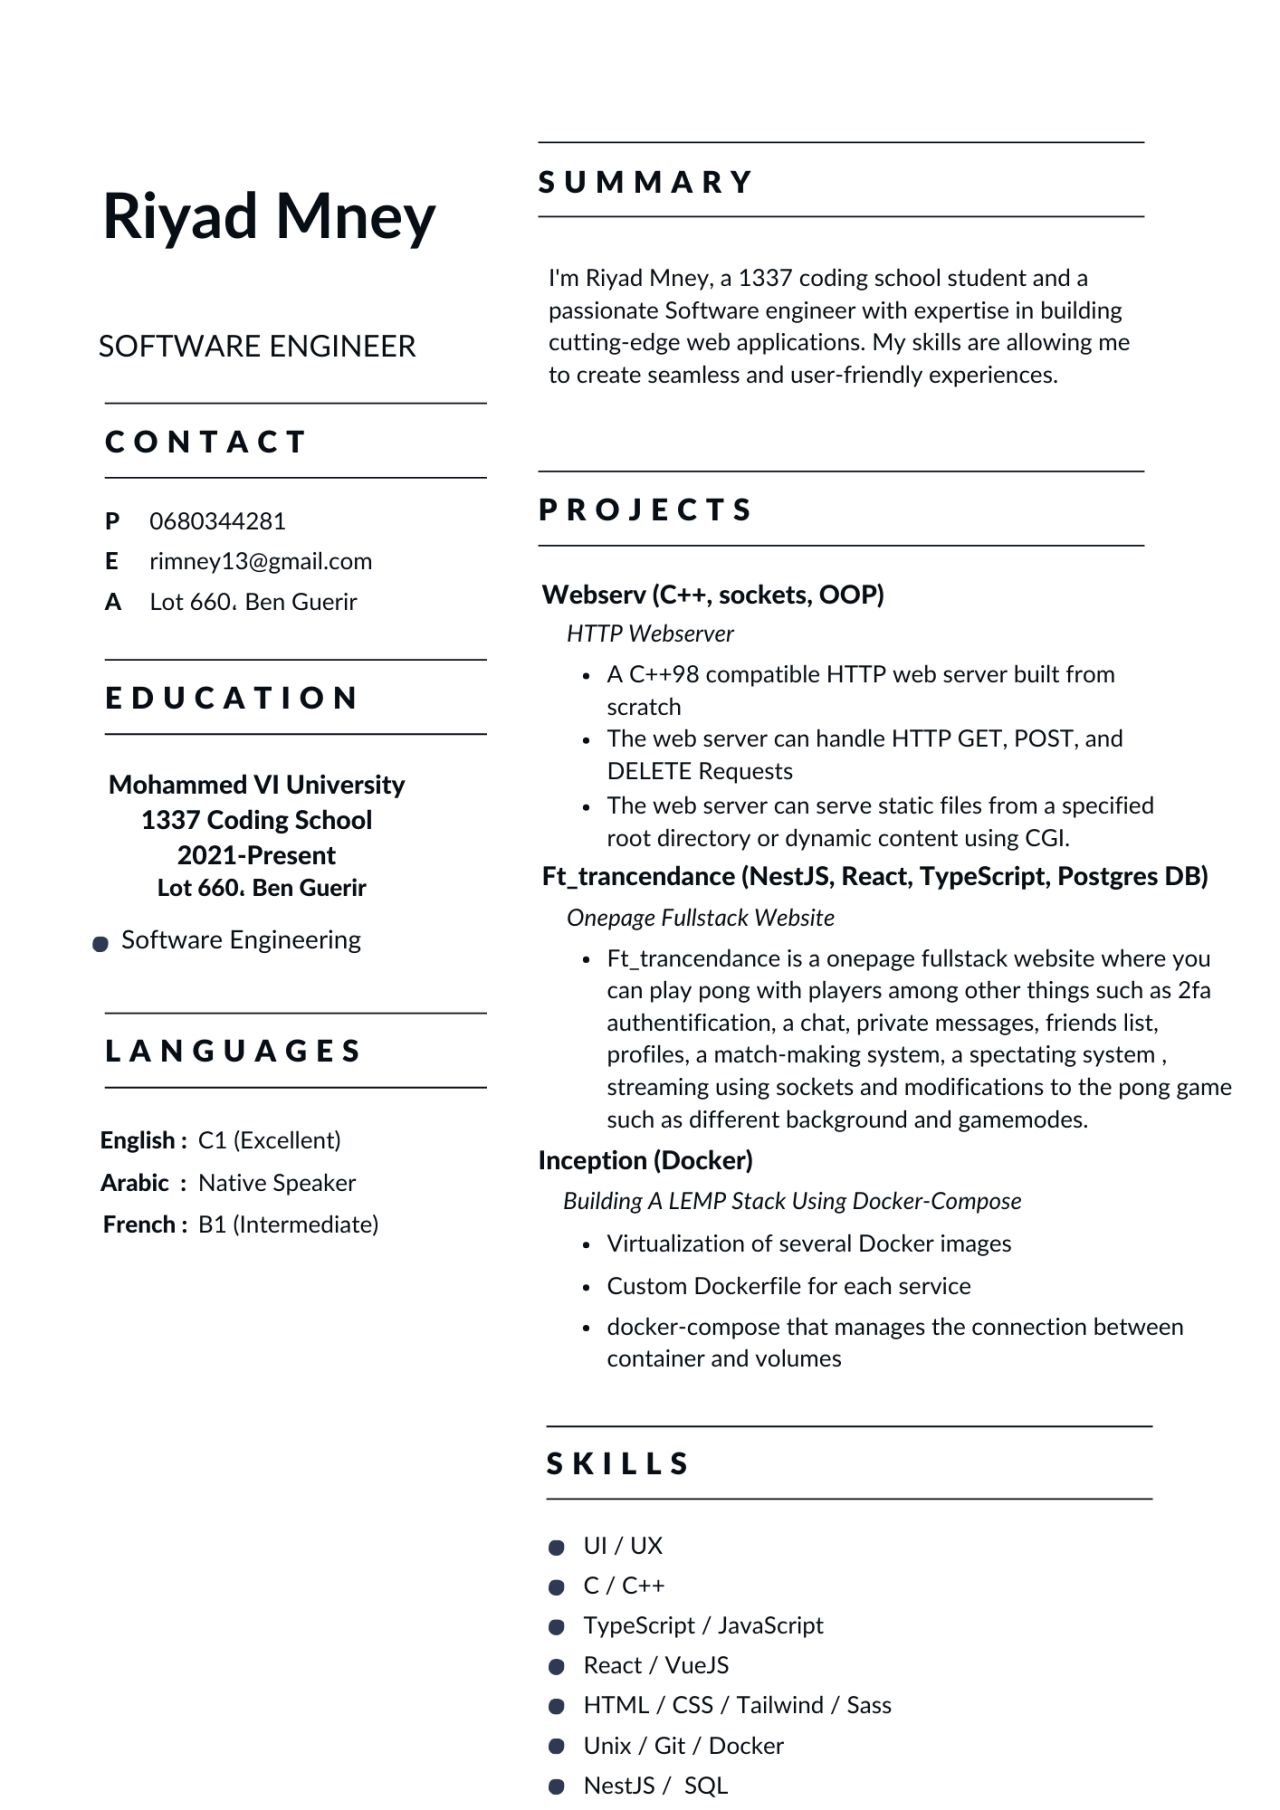 Riyad Mney
SOFTWARE ENGINEER
CONTACT
P 0680344281
E rimney13@gmail.com
A Lot 660، Ben Guerir
EDUCATION
Mohammed VI University
1337 Coding School
2021-Present
Lot 660، Ben Guerir
Software Engineering
LANGUAGES
English : C1 (Excellent)
Arabic : Native Speaker
French : B1 (Intermediate)
SUMMARY
I'm Riyad Mney, a 1337 coding school student and a
passionate Software engineer with expertise in building
cutting-edge web applications. My skills are allowing me
to create seamless and user-friendly experiences.
PROJECTS
Webserv (C++, sockets, OOP)
HTTP Webserver
• A C++98 compatible HTTP web server built from
scratch
• The web server can handle HTTP GET, POST, and
DELETE Requests
• The web server can serve static files from a specified
root directory or dynamic content using CGI.
Ft_trancendance (NestJS, React, TypeScript, Postgres DB)
Onepage Fullstack Website
• Ft_trancendance is a onepage fullstack website where you
can play pong with players among other things such as 2fa
authentification, a chat, private messages, friends list,
profiles, a match-making system, a spectating system ,
streaming using sockets and modifications to the pong game
such as different background and gamemodes.
Inception (Docker)
Building A LEMP Stack Using Docker-Compose
• Virtualization of several Docker images
• Custom Dockerfile for each service
• docker-compose that manages the connection between
container and volumes
SKILLS
UI / UX
C / C++
TypeScript / JavaScript
React / VueJS
HTML / CSS / Tailwind / Sass
Unix / Git / Docker
NestJS / SQL